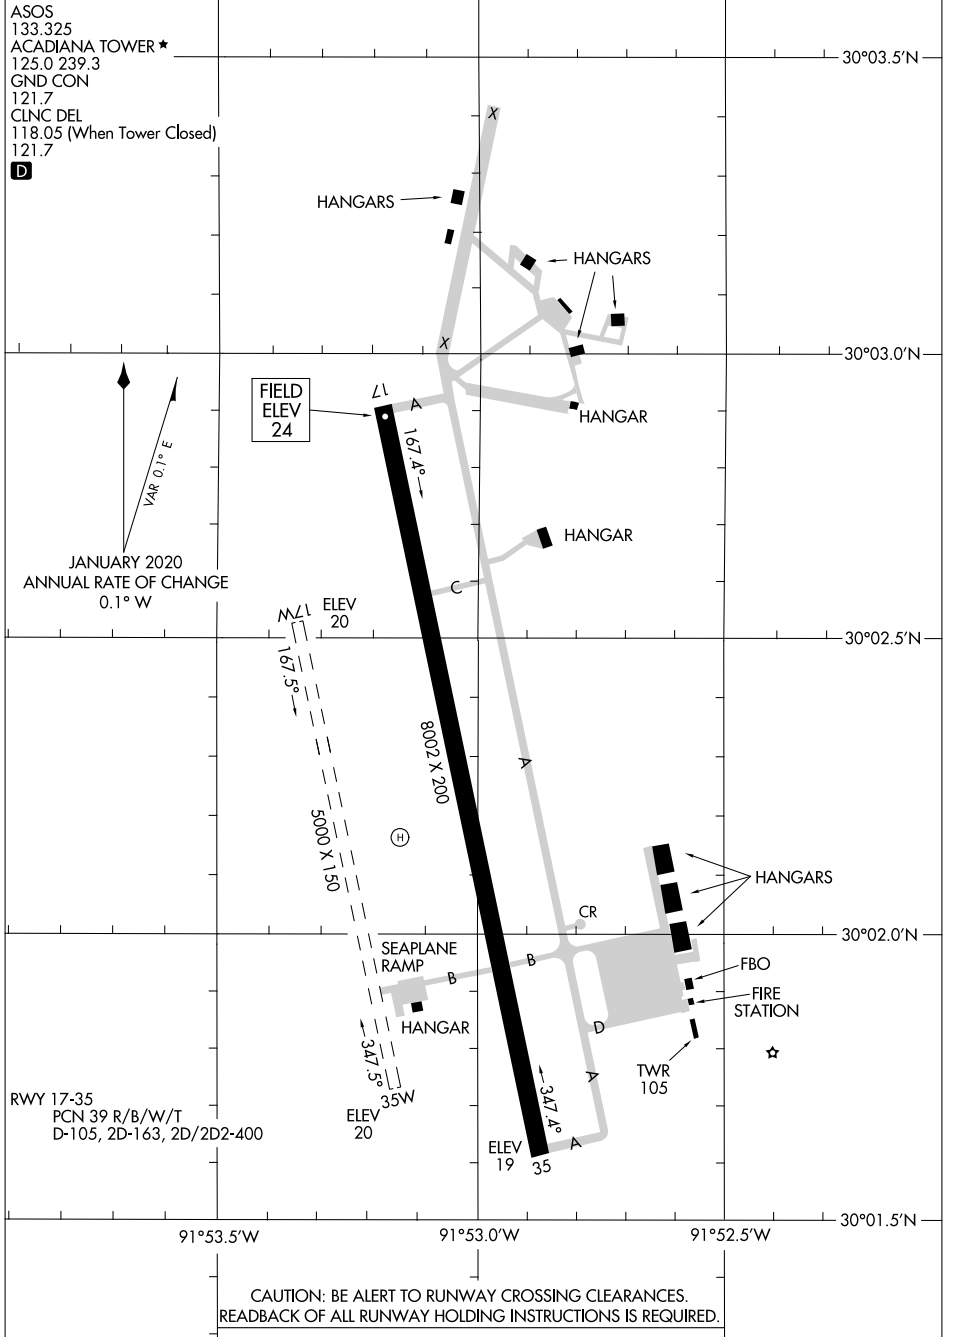 ASOS
133.325
ACADIANA TOWER ★
125.0 239.3
GND CON
121.7
CLNC DEL
118.05 (When Tower Closed)
121.7
D
30°03.5'N
X
HANGARS
HANGARS
X
30°03.0'N
FIELD
ELEV
24
17
A
167.4°
HANGAR
VAR 0.1° E
HANGAR
JANUARY 2020
ANNUAL RATE OF CHANGE
0.1° W
C
17W
ELEV
20
30°02.5'N
167.5°
8002 X 200
A
5000 X 150
H
HANGARS
CR
30°02.0'N
SEAPLANE
RAMP
B
B
FBO
FIRE
STATION
HANGAR
D
347.5°
TWR
105
A
347.4°
35W
ELEV
20
RWY 17-35
PCN 39 R/B/W/T
D-105, 2D-163, 2D/2D2-400
A
ELEV
19
35
30°01.5'N
91°53.5'W
91°53.0'W
91°52.5'W
CAUTION: BE ALERT TO RUNWAY CROSSING CLEARANCES.
READBACK OF ALL RUNWAY HOLDING INSTRUCTIONS IS REQUIRED.